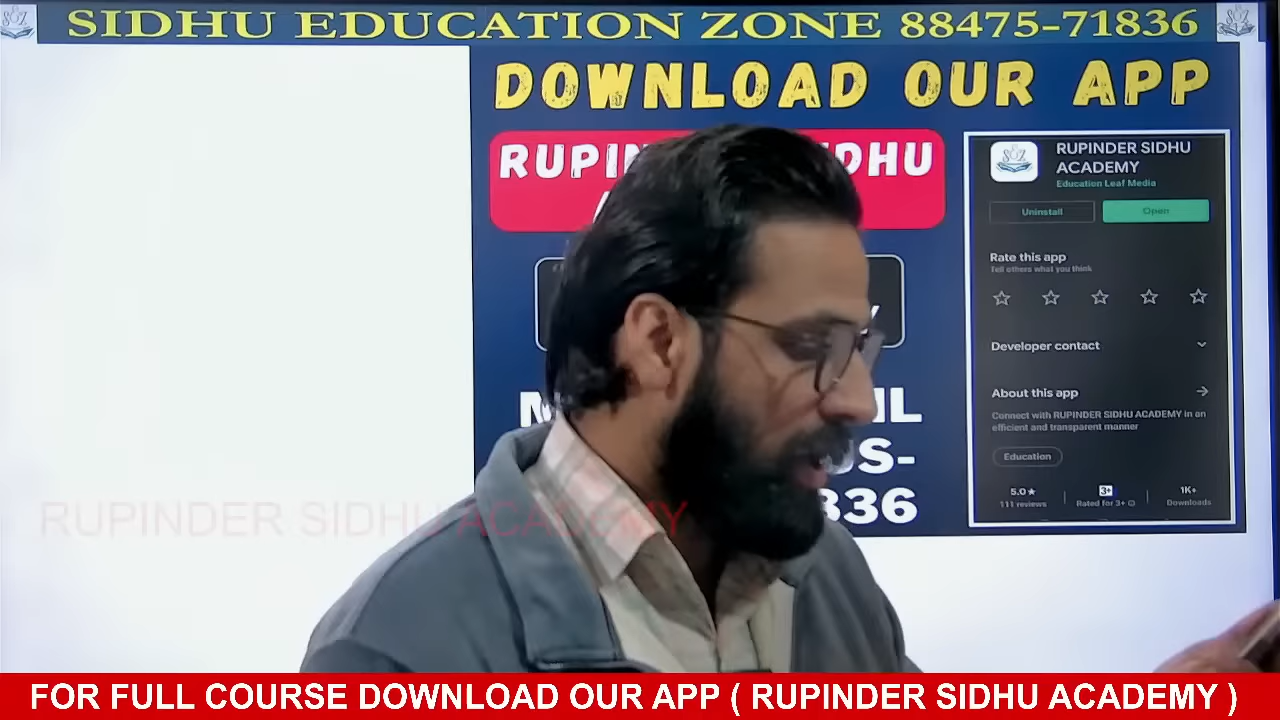 SIDHU EDUCATION ZONE 88475-71836
DOWNLOAD OUR APP
RUPINDER SIDHU ACADEMY
Education Leaf Media
Uninstall
Open
Rate this app
Tell others what you think
Developer contact
About this app
Connect with RUPINDER SIDHU ACADEMY in an
efficient and transparent manner
Education
5.0★
3+
1K+
111 reviews
Rated for 3+
Downloads
836
RUPINDER SIDHU ACADEMY
FOR FULL COURSE DOWNLOAD OUR APP ( RUPINDER SIDHU ACADEMY )